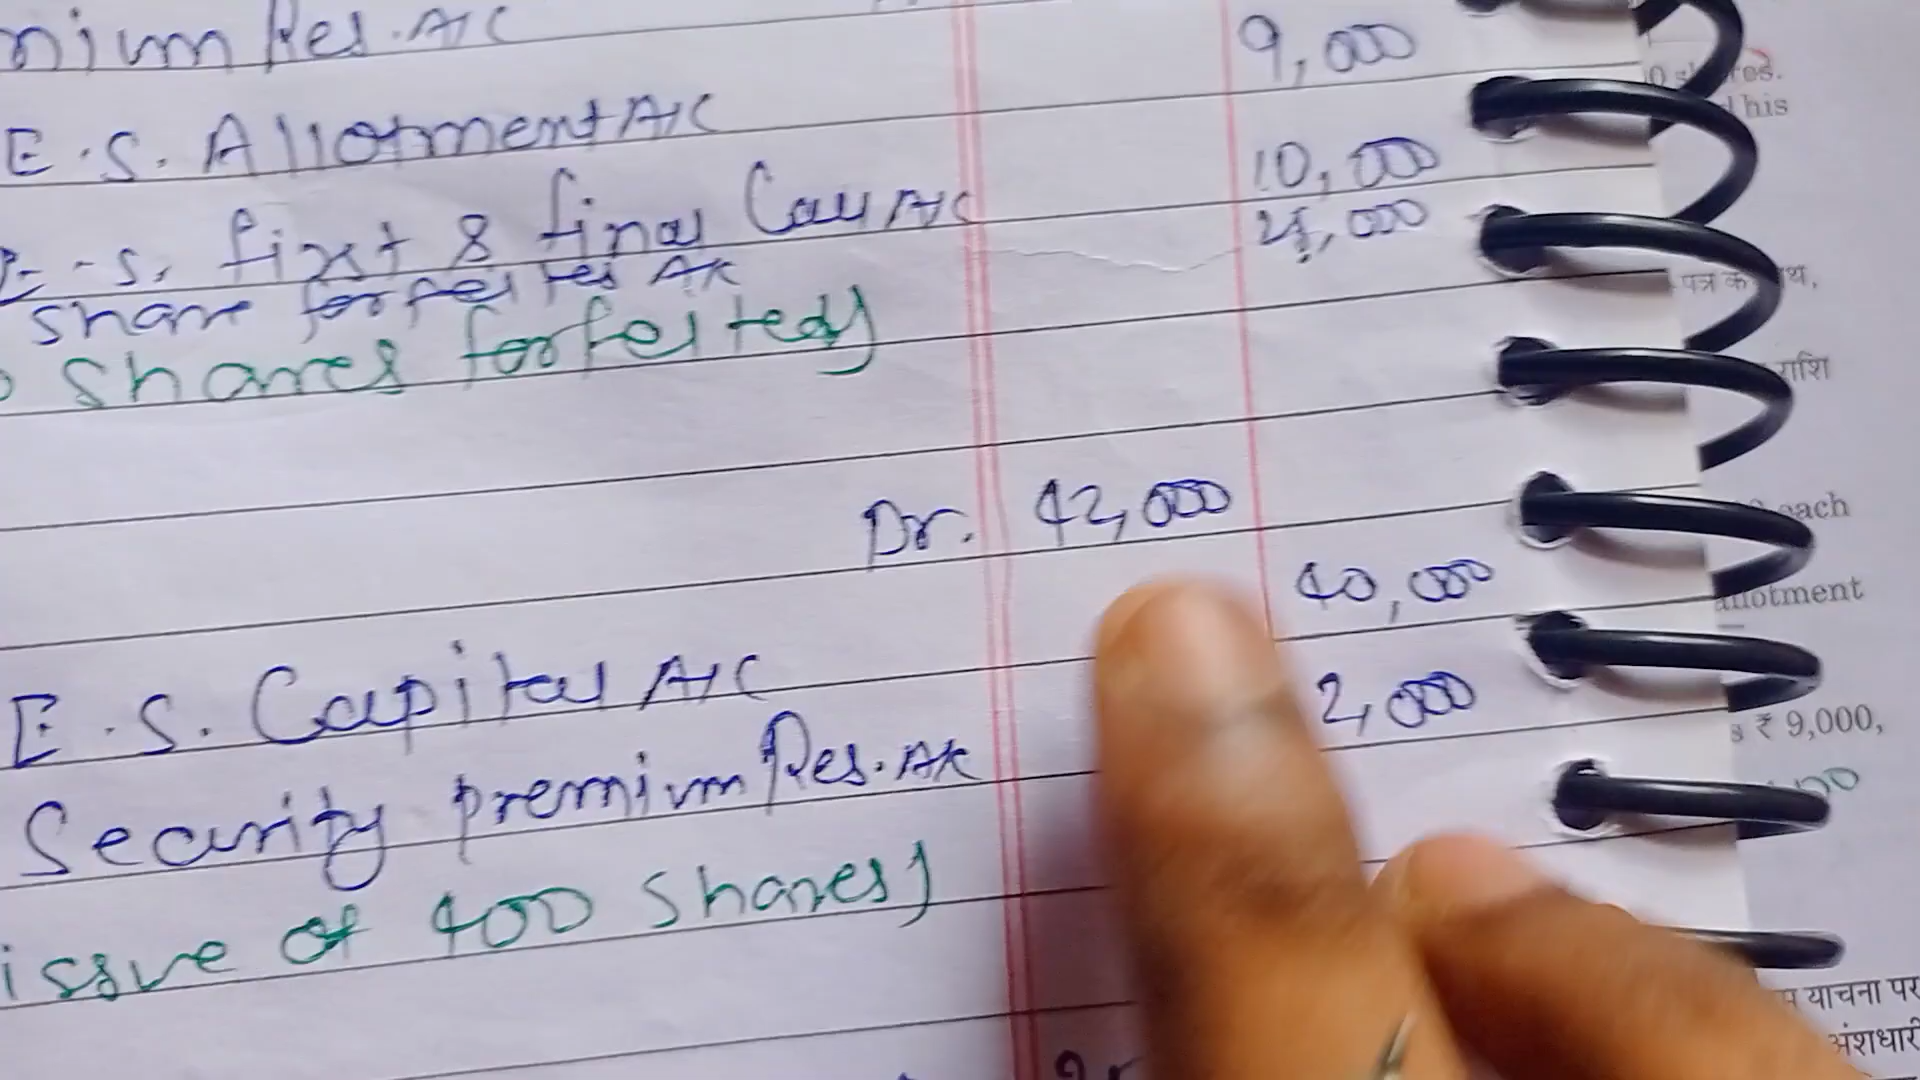 nium Res. A/C
9,000
E.S. Allotment A/C
10,000
E.S. first & final Call A/C
21,000
share forfeited A/C
shares forfeited)
Dr. 42,000
40,000
E.S. Capital A/C
2,000
Security premium Res. A/C
issue of 400 shares)
res.
his
पत्र के
राशि
each
allotment
₹ 9,000,
याचना पर
अंशधारी